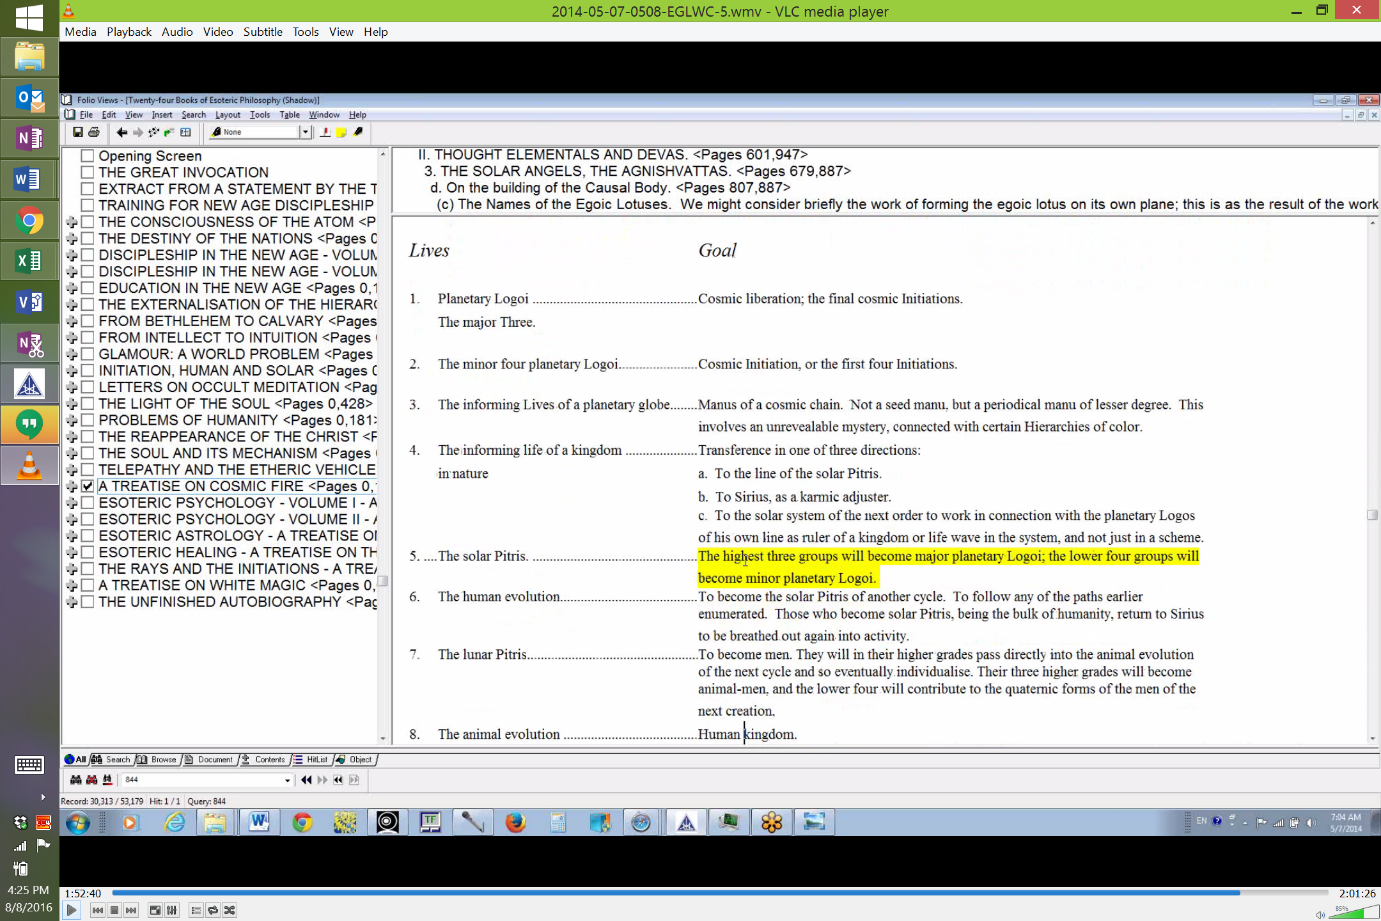 2014-05-07-0508-EGLWC-5.wmv - VLC media player
Media Playback Audio Video Subtitle Tools View Help
Folio Views - [Twenty-four Books of Esoteric Philosophy (Shadow)]
File Edit View Insert Search Layout Tools Table Window Help
None
Opening Screen
THE GREAT INVOCATION
EXTRACT FROM A STATEMENT BY THE T
TRAINING FOR NEW AGE DISCIPLESHIP
THE CONSCIOUSNESS OF THE ATOM <P
THE DESTINY OF THE NATIONS <Pages 0
DISCIPLESHIP IN THE NEW AGE - VOLUM
DISCIPLESHIP IN THE NEW AGE - VOLUM
EDUCATION IN THE NEW AGE <Pages 0,1
THE EXTERNALISATION OF THE HIERARC
FROM BETHLEHEM TO CALVARY <Pages
FROM INTELLECT TO INTUITION <Pages
GLAMOUR: A WORLD PROBLEM <Pages
INITIATION, HUMAN AND SOLAR <Pages
LETTERS ON OCCULT MEDITATION <Pag
THE LIGHT OF THE SOUL <Pages 0,428>
PROBLEMS OF HUMANITY <Pages 0,181>
THE REAPPEARANCE OF THE CHRIST <F
THE SOUL AND ITS MECHANISM <Pages
TELEPATHY AND THE ETHERIC VEHICLE
A TREATISE ON COSMIC FIRE <Pages 0,
ESOTERIC PSYCHOLOGY - VOLUME I - A
ESOTERIC PSYCHOLOGY - VOLUME II - A
ESOTERIC ASTROLOGY - A TREATISE ON
ESOTERIC HEALING - A TREATISE ON TH
THE RAYS AND THE INITIATIONS - A TREA
A TREATISE ON WHITE MAGIC <Pages 0,
THE UNFINISHED AUTOBIOGRAPHY <Pag
II. THOUGHT ELEMENTALS AND DEVAS. <Pages 601,947>
3. THE SOLAR ANGELS, THE AGNISHVATTAS. <Pages 679,887>
d. On the building of the Causal Body. <Pages 807,887>
(c) The Names of the Egoic Lotuses. We might consider briefly the work of forming the egoic lotus on its own plane; this is as the result of the work
Lives Goal
1. Planetary Logoi ..........Cosmic liberation; the final cosmic Initiations.
The major Three.
2. The minor four planetary Logoi..........Cosmic Initiation, or the first four Initiations.
3. The informing Lives of a planetary globe.......Manus of a cosmic chain. Not a seed manu, but a periodical manu of lesser degree. This
involves an unrevealable mystery, connected with certain Hierarchies of color.
4. The informing life of a kingdom ..........Transference in one of three directions:
in nature a. To the line of the solar Pitris.
b. To Sirius, as a karmic adjuster.
c. To the solar system of the next order to work in connection with the planetary Logos
of his own line as ruler of a kingdom or life wave in the system, and not just in a scheme.
5. ....The solar Pitris. ..........The highest three groups will become major planetary Logoi; the lower four groups will
become minor planetary Logoi.
6. The human evolution..........To become the solar Pitris of another cycle. To follow any of the paths earlier
enumerated. Those who become solar Pitris, being the bulk of humanity, return to Sirius
to be breathed out again into activity.
7. The lunar Pitris..........To become men. They will in their higher grades pass directly into the animal evolution
of the next cycle and so eventually individualise. Their three higher grades will become
animal-men, and the lower four will contribute to the quaternic forms of the men of the
next creation.
8. The animal evolution ..........Human kingdom.
All Search Browse Document Contents HitList Object
844
Record: 30,313 / 53,179 Hit: 1 / 1 Query: 844
EN
7:04 AM
5/7/2014
4:25 PM
8/8/2016
1:52:40
2:01:26
85%